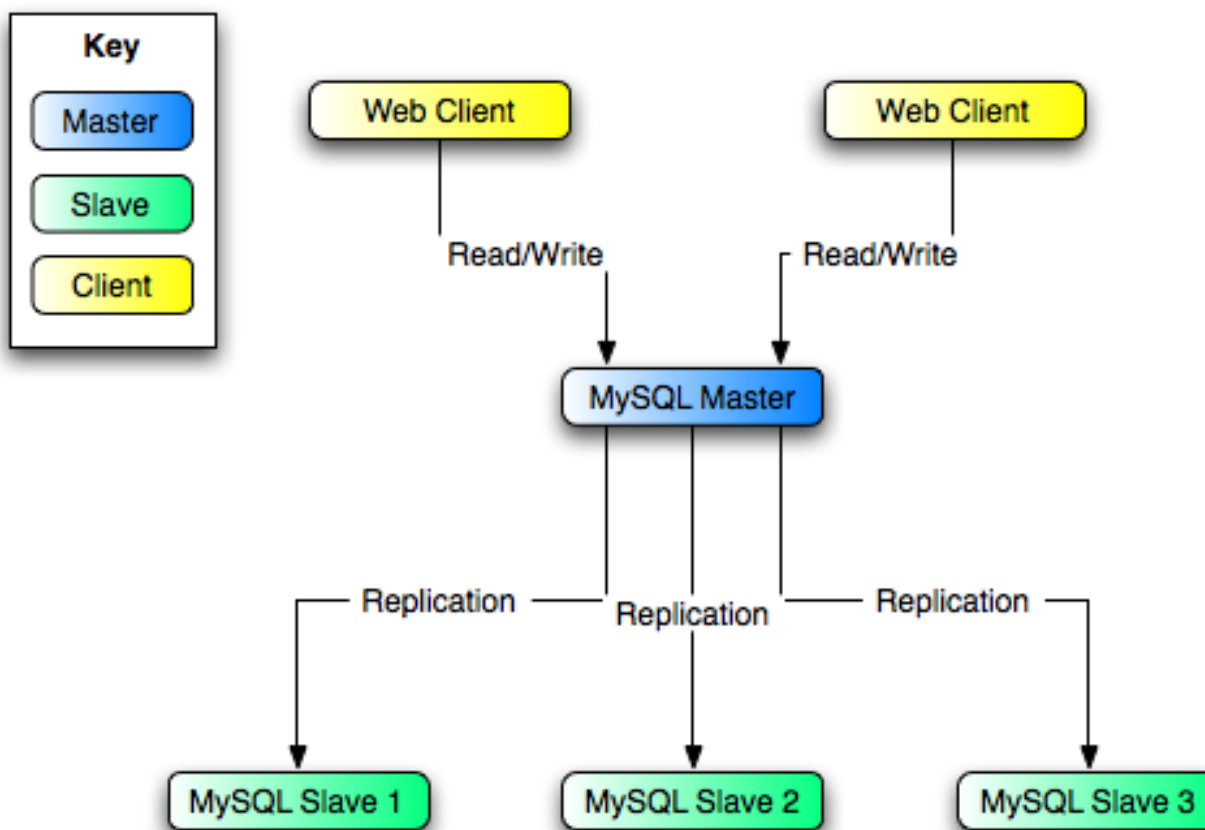 Key
Master
Slave
Client
Web Client
Web Client
Read/Write
Read/Write
MySQL Master
Replication
Replication
Replication
MySQL Slave 1
MySQL Slave 2
MySQL Slave 3